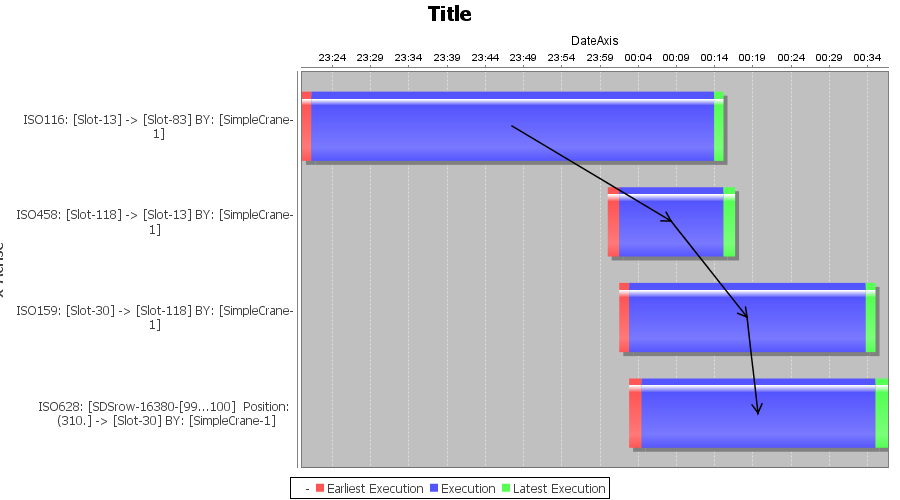 Title
DateAxis
23:24 23:29 23:34 23:39 23:44 23:49 23:54 23:59 00:04 00:09 00:14 00:19 00:24 00:29 00:34
ISO116: [Slot-13] -> [Slot-83] BY: [SimpleCrane-
1]
ISO458: [Slot-118] -> [Slot-13] BY: [SimpleCrane-
1]
ISO159: [Slot-30] -> [Slot-118] BY: [SimpleCrane-
1]
ISO628: [SDSrow-16380-[99...100] Position:
(310.] -> [Slot-30] BY: [SimpleCrane-1]
- Earliest Execution Execution Latest Execution